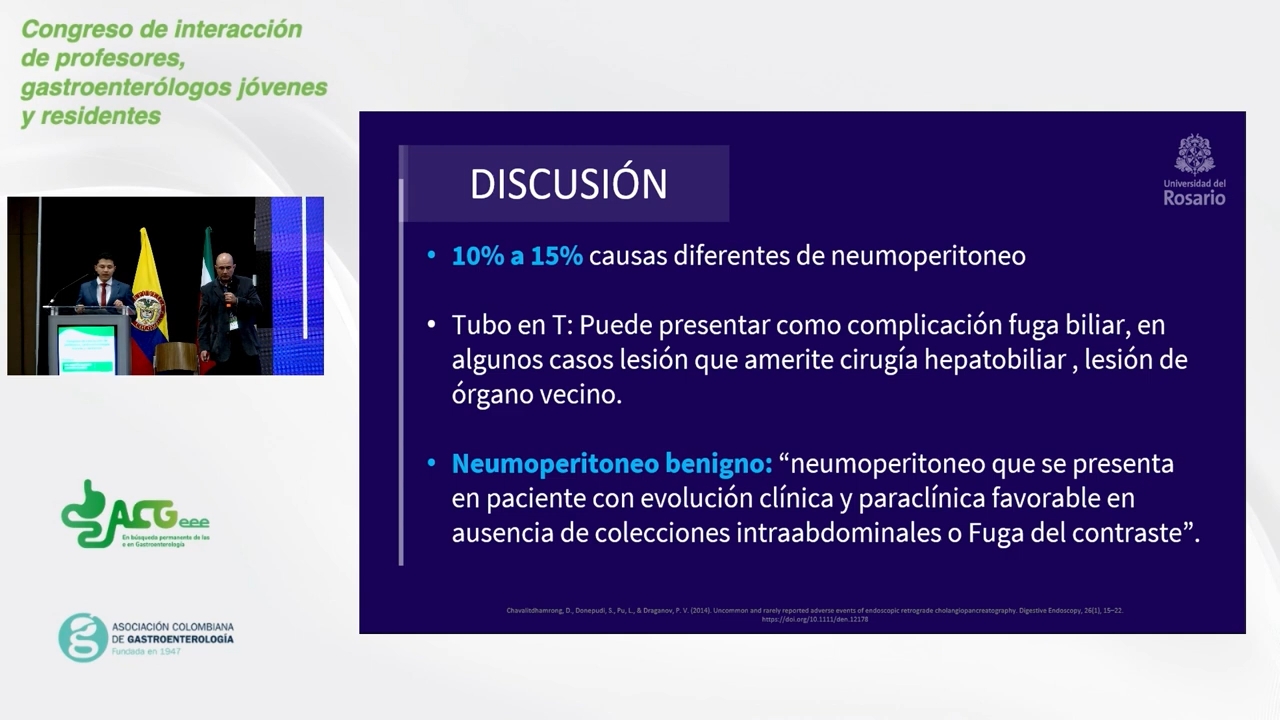 Congreso de interacción
de profesores,
gastroenterólogos jóvenes
y residentes
DISCUSIÓN
Universidad del
Rosario
• 10% a 15% causas diferentes de neumoperitoneo
• Tubo en T: Puede presentar como complicación fuga biliar, en
algunos casos lesión que amerite cirugía hepatobiliar , lesión de
órgano vecino.
• Neumoperitoneo benigno: “neumoperitoneo que se presenta
en paciente con evolución clínica y paraclínica favorable en
ausencia de colecciones intraabdominales o Fuga del contraste”.
Chavalitdhamrong, D., Donepudi, S., Pu, L., & Draganov, P. V. (2014). Uncommon and rarely reported adverse events of endoscopic retrograde cholangiopancreatography. Digestive Endoscopy, 26(1), 15–22.
https://doi.org/10.1111/den.12178
ACGeee
En búsqueda permanente de las
e en Gastroenterología
ASOCIACIÓN COLOMBIANA
DE GASTROENTEROLOGÍA
Fundada en 1947